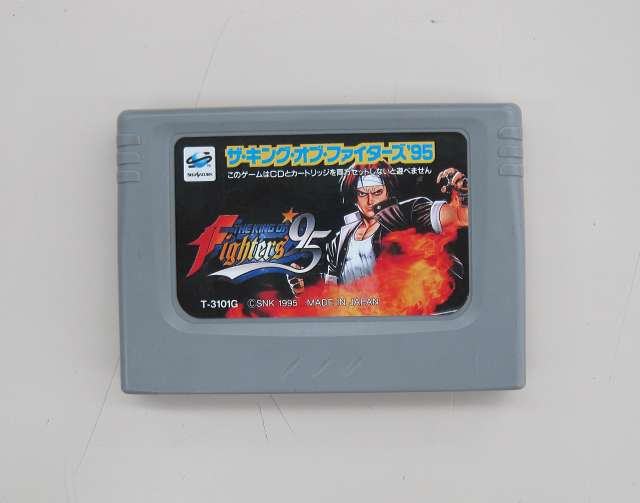 ザ・キング・オブ・ファイターズ'95
SEGA SATURN
このゲームはCDとカートリッジを両方セットしないと遊べません
THE KING OF
Fighters'95
T-3101G ©SNK 1995 MADE IN JAPAN